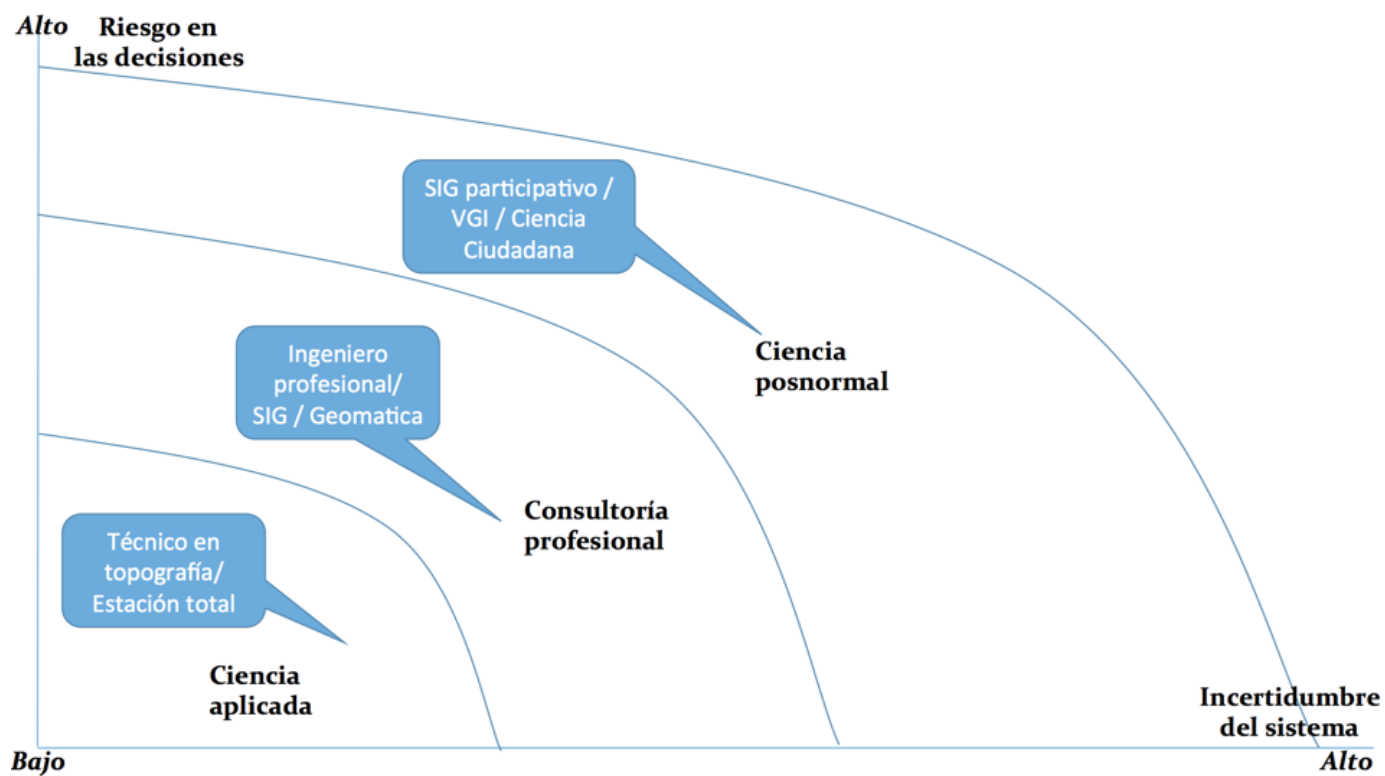 Alto
Riesgo en
las decisiones
SIG participativo /
VGI / Ciencia
Ciudadana
Ciencia
posnormal
Ingeniero
profesional/
SIG / Geomatica
Consultoría
profesional
Técnico en
topografía/
Estación total
Ciencia
aplicada
Incertidumbre
del sistema
Bajo
Alto